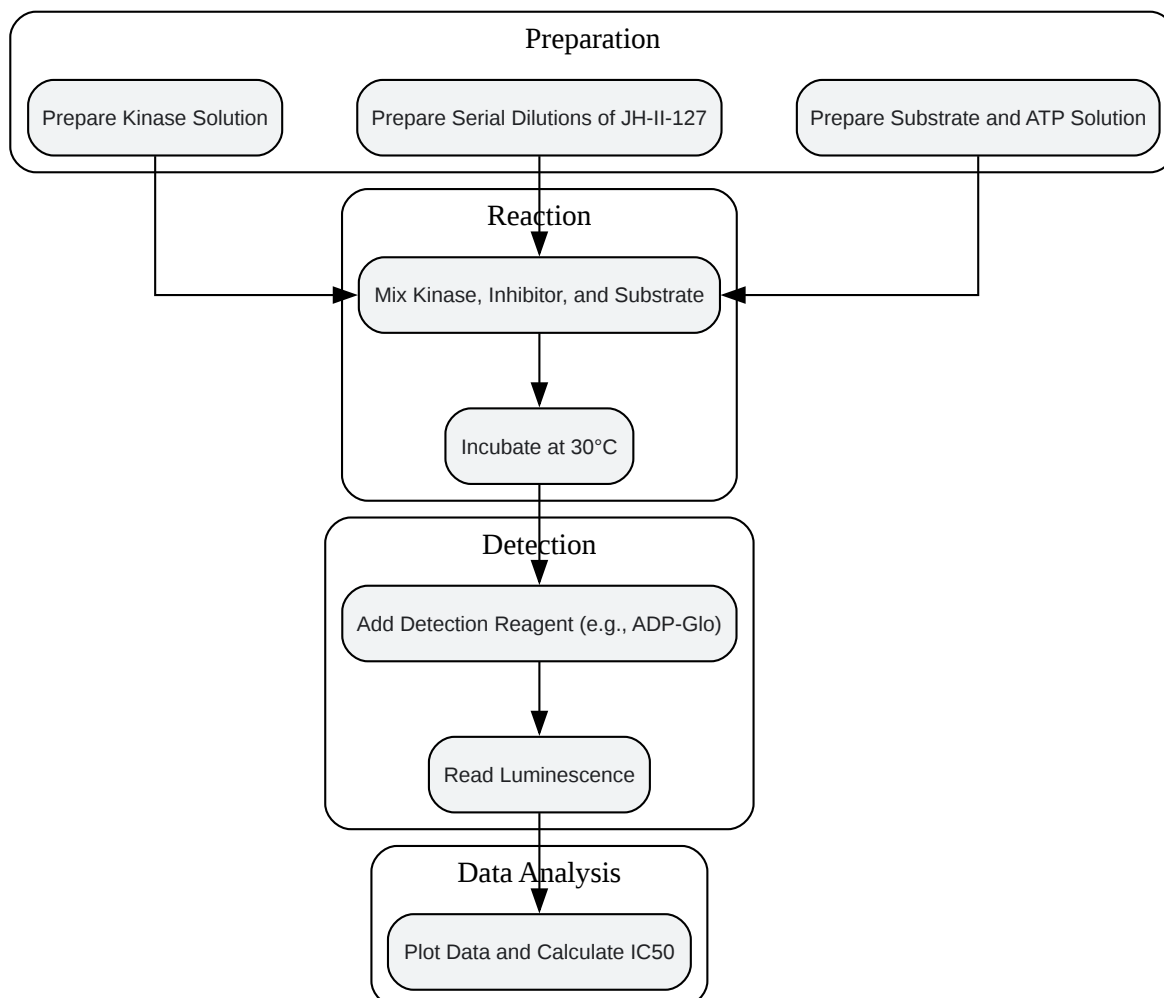 Preparation
Prepare Kinase Solution
Prepare Serial Dilutions of JH-II-127
Prepare Substrate and ATP Solution
Reaction
Mix Kinase, Inhibitor, and Substrate
Incubate at 30°C
Detection
Add Detection Reagent (e.g., ADP-Glo)
Read Luminescence
Data Analysis
Plot Data and Calculate IC50